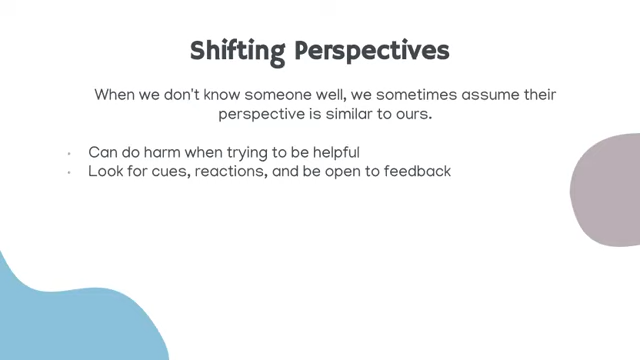 Shifting Perspectives
When we don't know someone well, we sometimes assume their
perspective is similar to ours.
• Can do harm when trying to be helpful
• Look for cues, reactions, and be open to feedback